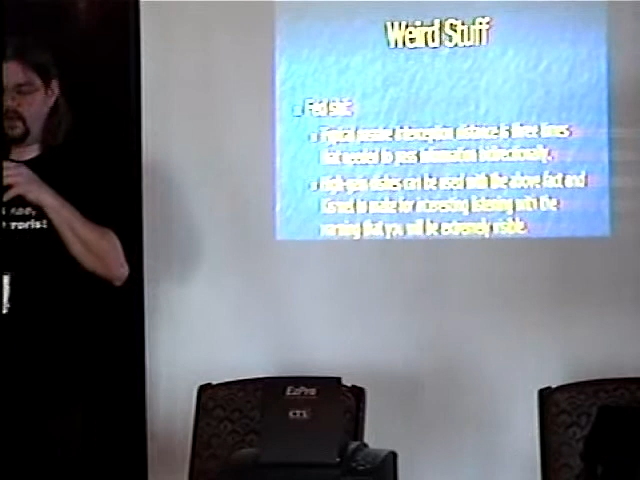 Weird Stuff
Typical passive interception distance is three times
that needed to pass information bidirectionally.
High-gain dishes can be used with the above fact and
Kismet to make for interesting listening with the
warning that you will be extremely visible.
EzPro
CTX